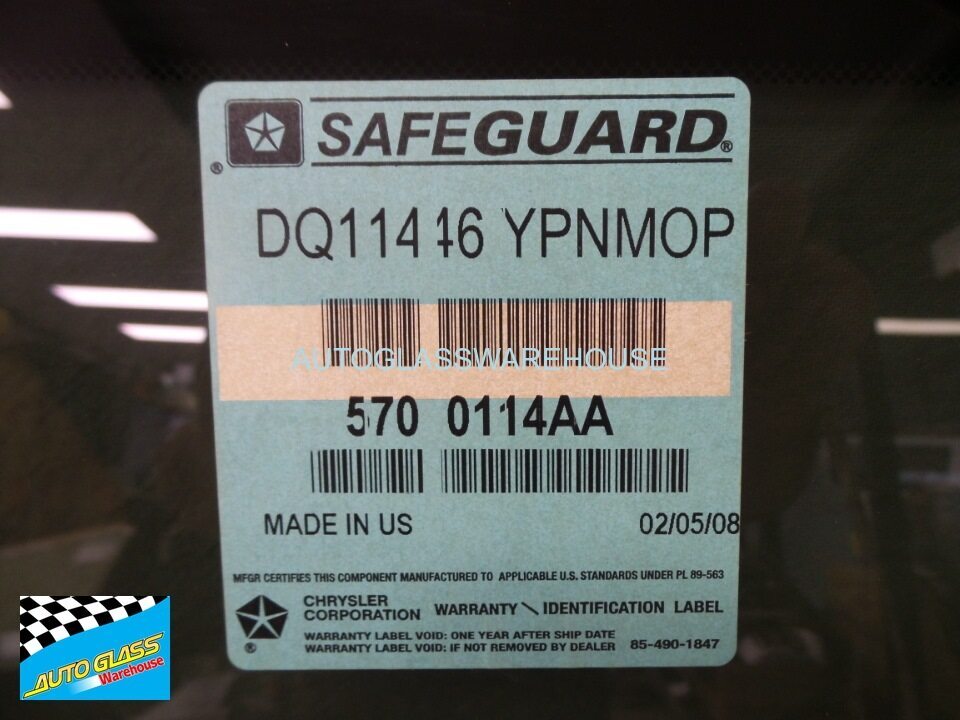 SAFEGUARD®
®
DQ11446 YPNMOP
AUTOGLASSWAREHOUSE
570 0114AA
MADE IN US
02/05/08
MFGR CERTIFIES THIS COMPONENT MANUFACTURED TO APPLICABLE U.S. STANDARDS UNDER PL 89-563
CHRYSLER
CORPORATION
WARRANTY \ IDENTIFICATION LABEL
®
WARRANTY LABEL VOID: ONE YEAR AFTER SHIP DATE
WARRANTY LABEL VOID: IF NOT REMOVED BY DEALER 85-490-1847
AUTO GLASS
Warehouse